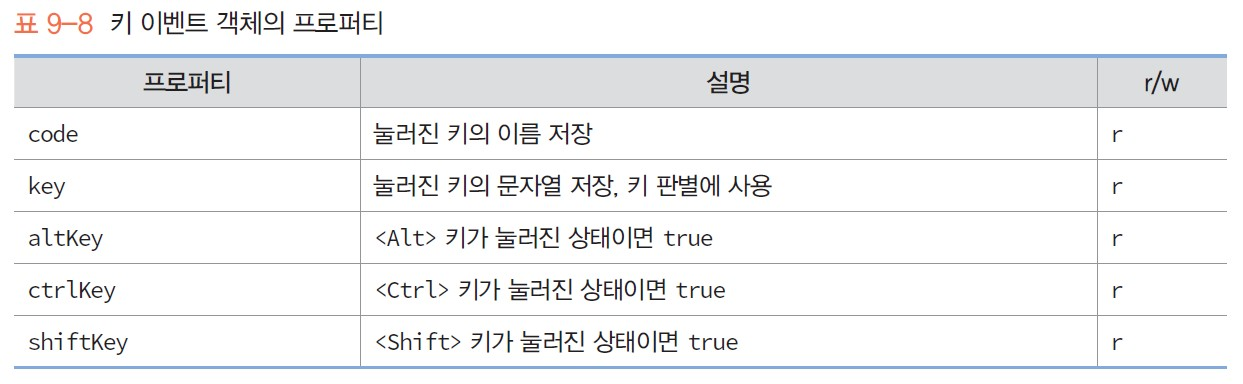 표 9-8 키 이벤트 객체의 프로퍼티
프로퍼티 설명 r/w
code 눌러진 키의 이름 저장 r
key 눌러진 키의 문자열 저장, 키 판별에 사용 r
altKey <Alt> 키가 눌러진 상태이면 true r
ctrlKey <Ctrl> 키가 눌러진 상태이면 true r
shiftKey <Shift> 키가 눌러진 상태이면 true r